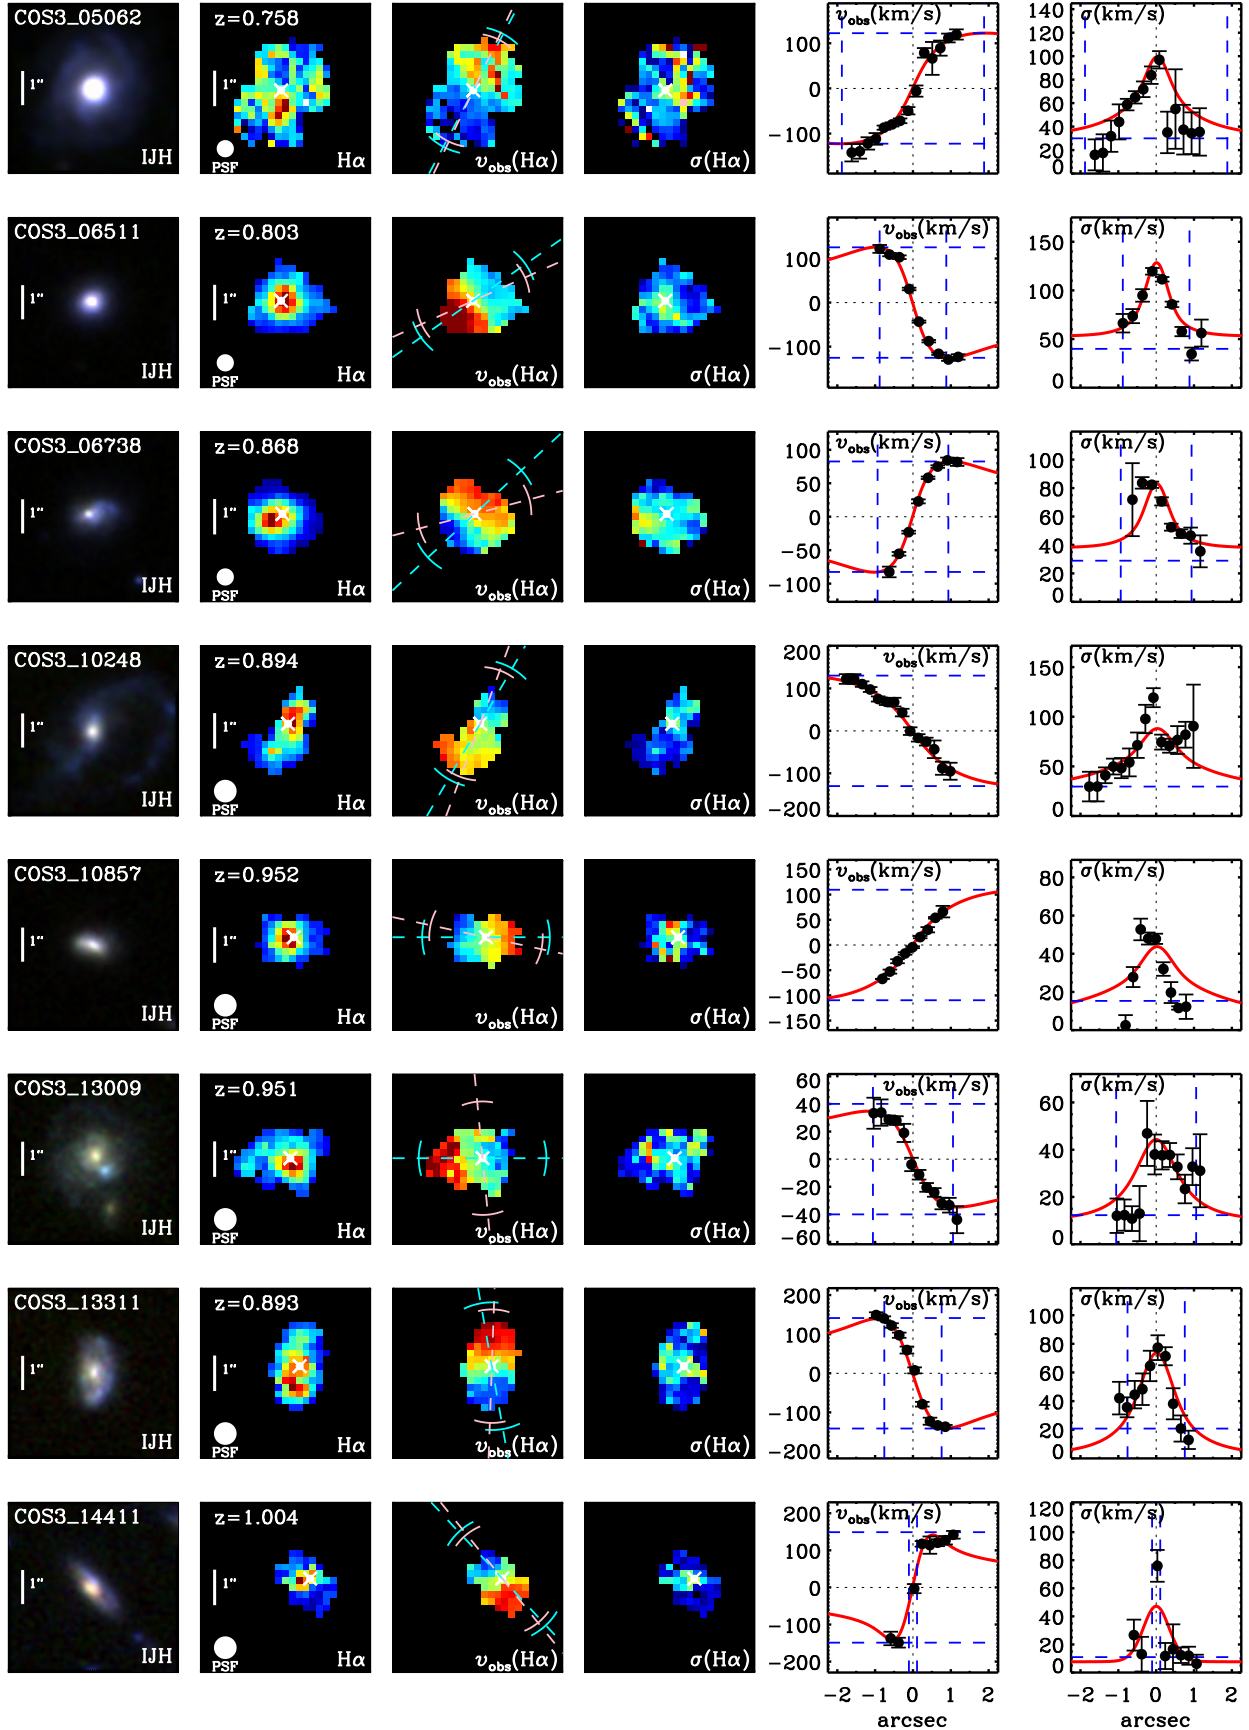 COS3_05062 z=0.758 v_obs(km/s) σ(km/s)
1" 1"
IJH PSF Hα v_obs(Hα) σ(Hα)
100 0 −100
140 120 100 80 60 40 20 0
COS3_06511 z=0.803 v_obs(km/s) σ(km/s)
1" 1"
IJH PSF Hα v_obs(Hα) σ(Hα)
100 0 −100
150 100 50 0
COS3_06738 z=0.868 v_obs(km/s) σ(km/s)
1" 1"
IJH PSF Hα v_obs(Hα) σ(Hα)
100 50 0 −50 −100
100 80 60 40 20 0
COS3_10248 z=0.894 v_obs(km/s) σ(km/s)
1" 1"
IJH PSF Hα v_obs(Hα) σ(Hα)
200 100 0 −100 −200
150 100 50 0
COS3_10857 z=0.952 v_obs(km/s) σ(km/s)
1" 1"
IJH PSF Hα v_obs(Hα) σ(Hα)
150 100 50 0 −50 −100 −150
80 60 40 20 0
COS3_13009 z=0.951 v_obs(km/s) σ(km/s)
1" 1"
IJH PSF Hα v_obs(Hα) σ(Hα)
60 40 20 0 −20 −40 −60
60 40 20 0
COS3_13311 z=0.893 v_obs(km/s) σ(km/s)
1" 1"
IJH PSF Hα v_obs(Hα) σ(Hα)
200 100 0 −100 −200
100 80 60 40 20 0
COS3_14411 z=1.004 v_obs(km/s) σ(km/s)
1" 1"
IJH PSF Hα v_obs(Hα) σ(Hα)
200 100 0 −100 −200
120 100 80 60 40 20 0
−2 −1 0 1 2 −2 −1 0 1 2
arcsec arcsec